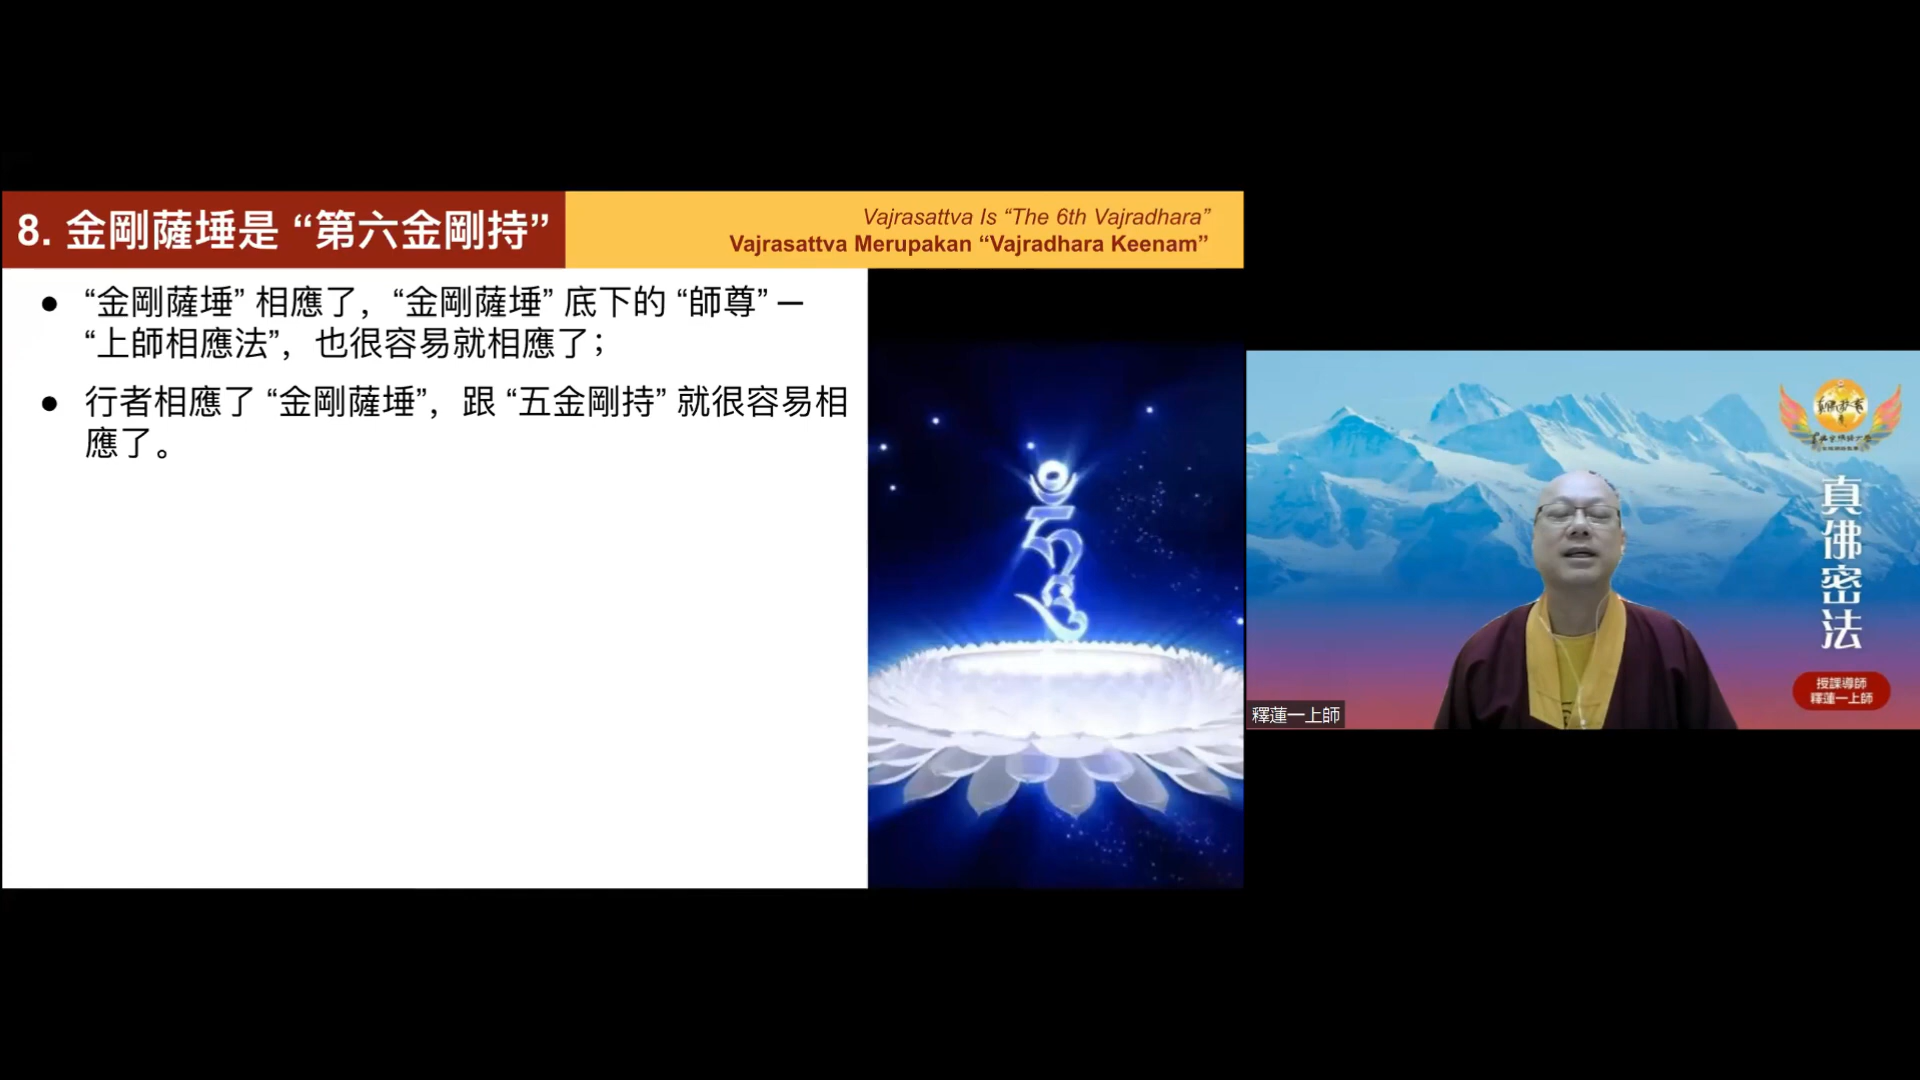 8. 金剛薩埵是 “第六金剛持”
Vajrasattva Is “The 6th Vajradhara”
Vajrasattva Merupakan “Vajradhara Keenam”
● “金剛薩埵” 相應了，“金剛薩埵” 底下的 “師尊” —
“上師相應法”，也很容易就相應了；
● 行者相應了 “金剛薩埵”，跟 “五金剛持” 就很容易相
應了。
真佛密法
授課導師
釋蓮一上師
釋蓮一上師